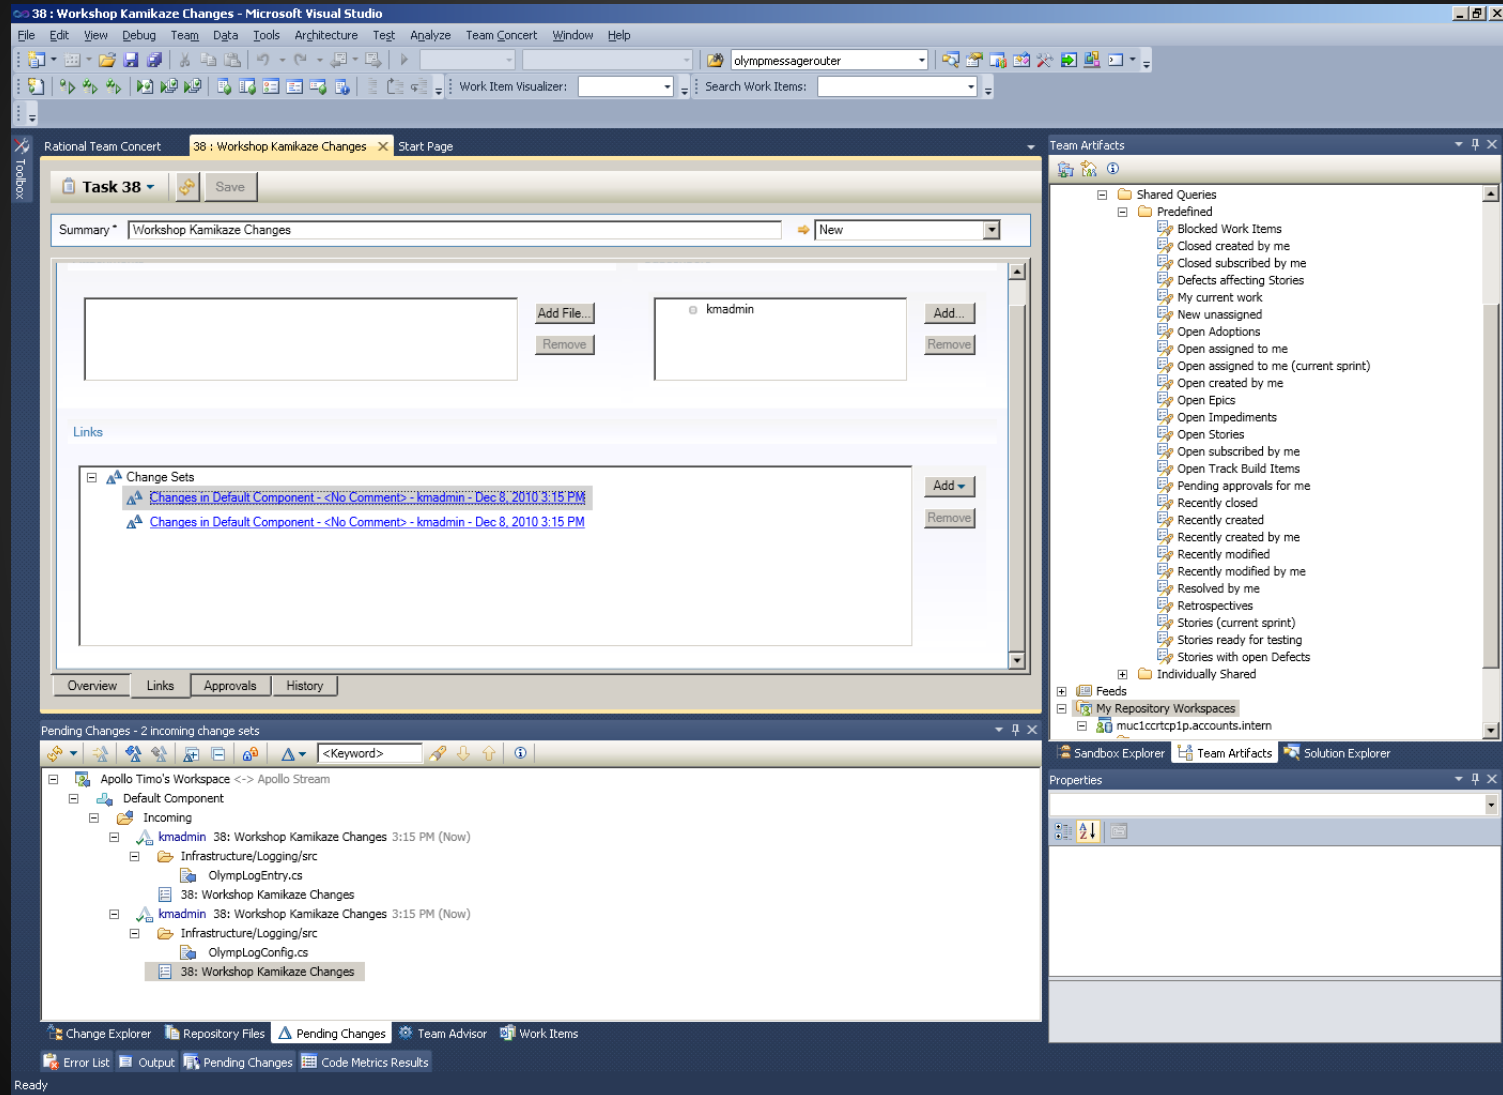 38 : Workshop Kamikaze Changes - Microsoft Visual Studio
File Edit View Debug Team Data Tools Architecture Test Analyze Team Concert Window Help
olympmessagerouter
Work Item Visualizer: Search Work Items:
Toolbox
Rational Team Concert 38 : Workshop Kamikaze Changes Start Page
Task 38 Save
Summary* Workshop Kamikaze Changes New
Add File... kmadmin Add...
Remove Remove
Links
Change Sets
Changes in Default Component - <No Comment> - kmadmin - Dec 8, 2010 3:15 PM
Add
Changes in Default Component - <No Comment> - kmadmin - Dec 8, 2010 3:15 PM
Remove
Overview Links Approvals History
Pending Changes - 2 incoming change sets
<Keyword>
Apollo Timo's Workspace <-> Apollo Stream
Default Component
Incoming
kmadmin 38: Workshop Kamikaze Changes 3:15 PM (Now)
Infrastructure/Logging/src
OlympLogEntry.cs
38: Workshop Kamikaze Changes
kmadmin 38: Workshop Kamikaze Changes 3:15 PM (Now)
Infrastructure/Logging/src
OlympLogConfig.cs
38: Workshop Kamikaze Changes
Change Explorer Repository Files Pending Changes Team Advisor Work Items
Error List Output Pending Changes Code Metrics Results
Ready
Team Artifacts
Shared Queries
Predefined
Blocked Work Items
Closed created by me
Closed subscribed by me
Defects affecting Stories
My current work
New unassigned
Open Adoptions
Open assigned to me
Open assigned to me (current sprint)
Open created by me
Open Epics
Open Impediments
Open Stories
Open subscribed by me
Open Track Build Items
Pending approvals for me
Recently closed
Recently created
Recently created by me
Recently modified
Recently modified by me
Resolved by me
Retrospectives
Stories (current sprint)
Stories ready for testing
Stories with open Defects
Individually Shared
Feeds
My Repository Workspaces
muc1ccrtcp1p.accounts.intern
Sandbox Explorer Team Artifacts Solution Explorer
Properties